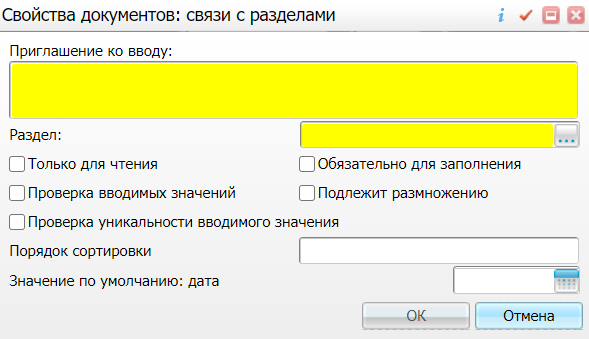 Свойства документов: связи с разделами
Приглашение ко вводу:
Раздел:
Только для чтения
Обязательно для заполнения
Проверка вводимых значений
Подлежит размножению
Проверка уникальности вводимого значения
Порядок сортировки
Значение по умолчанию: дата
ОК
Отмена